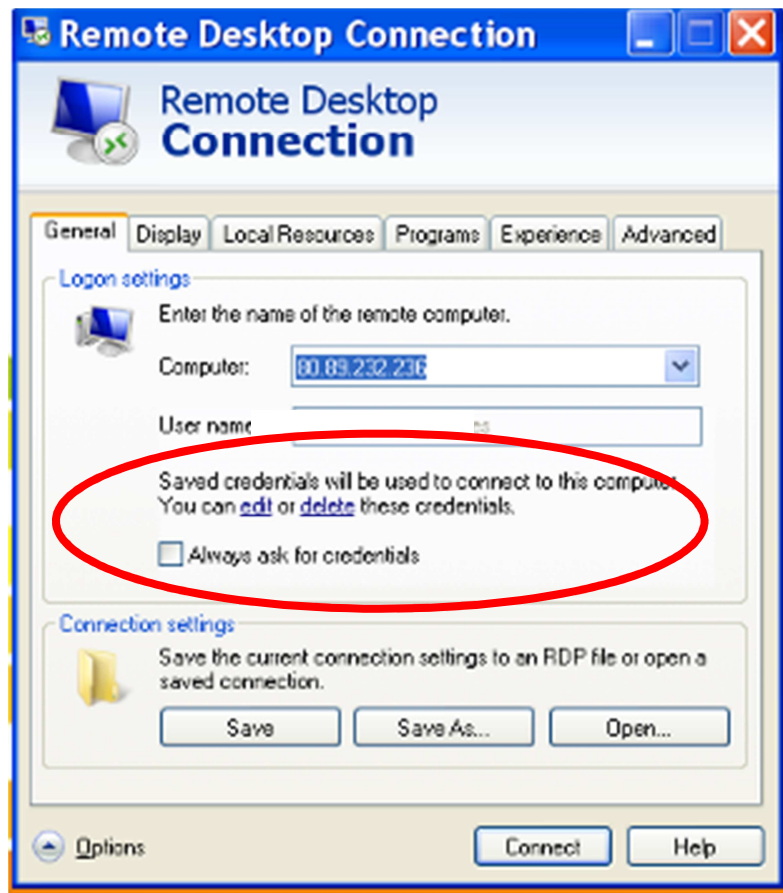 Remote Desktop Connection
Remote Desktop
Connection
General Display Local Resources Programs Experience Advanced
Logon settings
Enter the name of the remote computer.
Computer: 80.89.232.236
User name
Saved credentials will be used to connect to this computer.
You can edit or delete these credentials.
Always ask for credentials
Connection settings
Save the current connection settings to an RDP file or open a
saved connection.
Save Save As... Open...
Options Connect Help